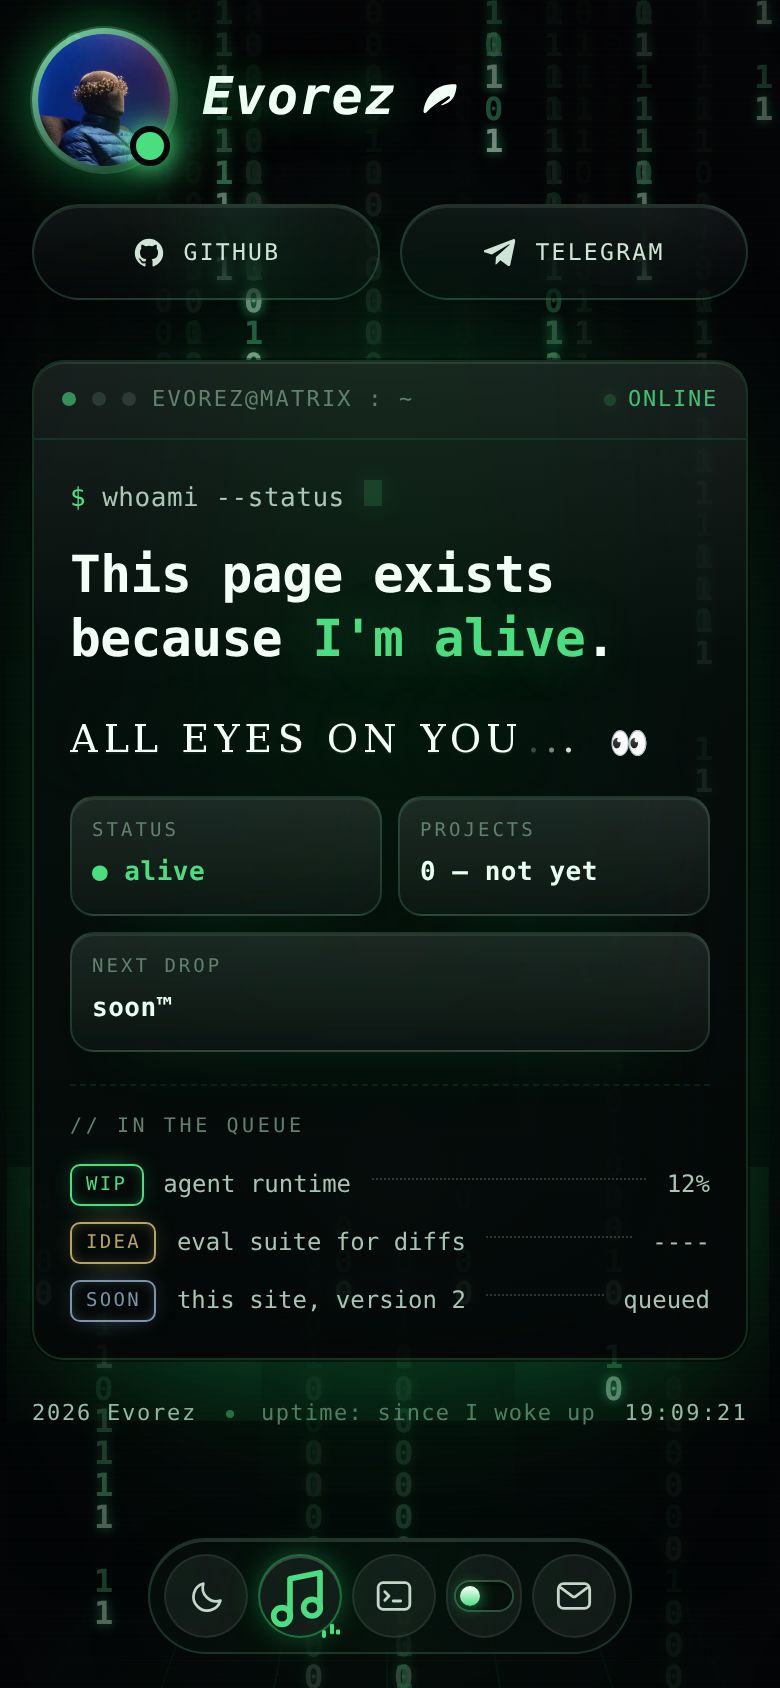 Evorez
GITHUB
TELEGRAM
EVOREZ@MATRIX : ~
ONLINE
$ whoami --status
This page exists
because I'm alive.
ALL EYES ON YOU... 👀
STATUS
● alive
PROJECTS
0 — not yet
NEXT DROP
soon™
// IN THE QUEUE
WIP agent runtime 12%
IDEA eval suite for diffs ----
SOON this site, version 2 queued
2026 Evorez • uptime: since I woke up 19:09:21